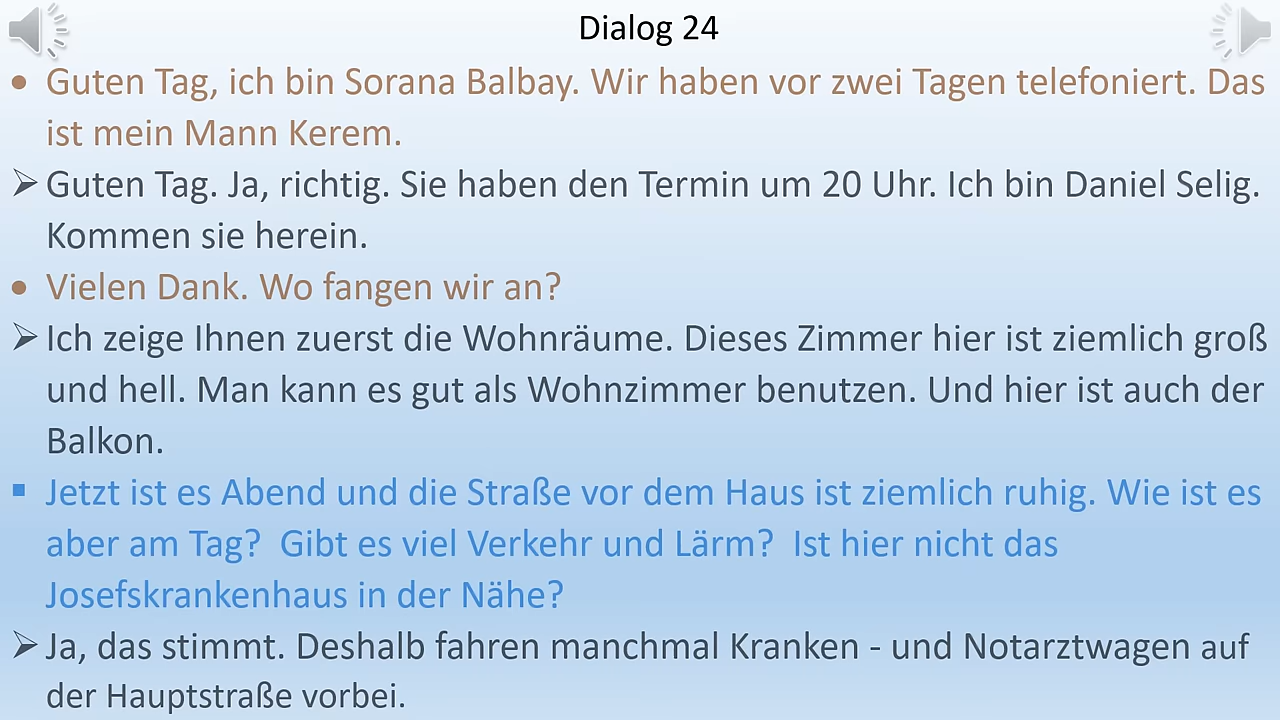 Dialog 24
• Guten Tag, ich bin Sorana Balbay. Wir haben vor zwei Tagen telefoniert. Das
ist mein Mann Kerem.
➢ Guten Tag. Ja, richtig. Sie haben den Termin um 20 Uhr. Ich bin Daniel Selig.
Kommen sie herein.
• Vielen Dank. Wo fangen wir an?
➢ Ich zeige Ihnen zuerst die Wohnräume. Dieses Zimmer hier ist ziemlich groß
und hell. Man kann es gut als Wohnzimmer benutzen. Und hier ist auch der
Balkon.
▪ Jetzt ist es Abend und die Straße vor dem Haus ist ziemlich ruhig. Wie ist es
aber am Tag?  Gibt es viel Verkehr und Lärm?  Ist hier nicht das
Josefskrankenhaus in der Nähe?
➢ Ja, das stimmt. Deshalb fahren manchmal Kranken - und Notarztwagen auf
der Hauptstraße vorbei.